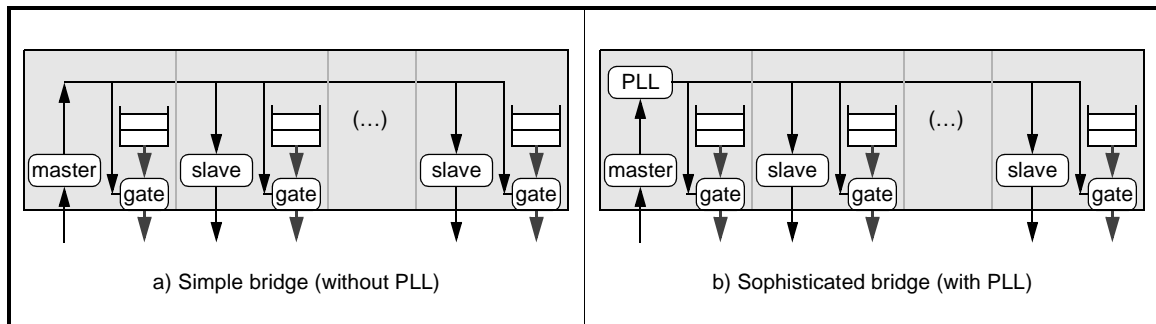 master
gate
slave
gate
(...)
slave
gate
a) Simple bridge (without PLL)
PLL
master
gate
slave
gate
(...)
slave
gate
b) Sophisticated bridge (with PLL)